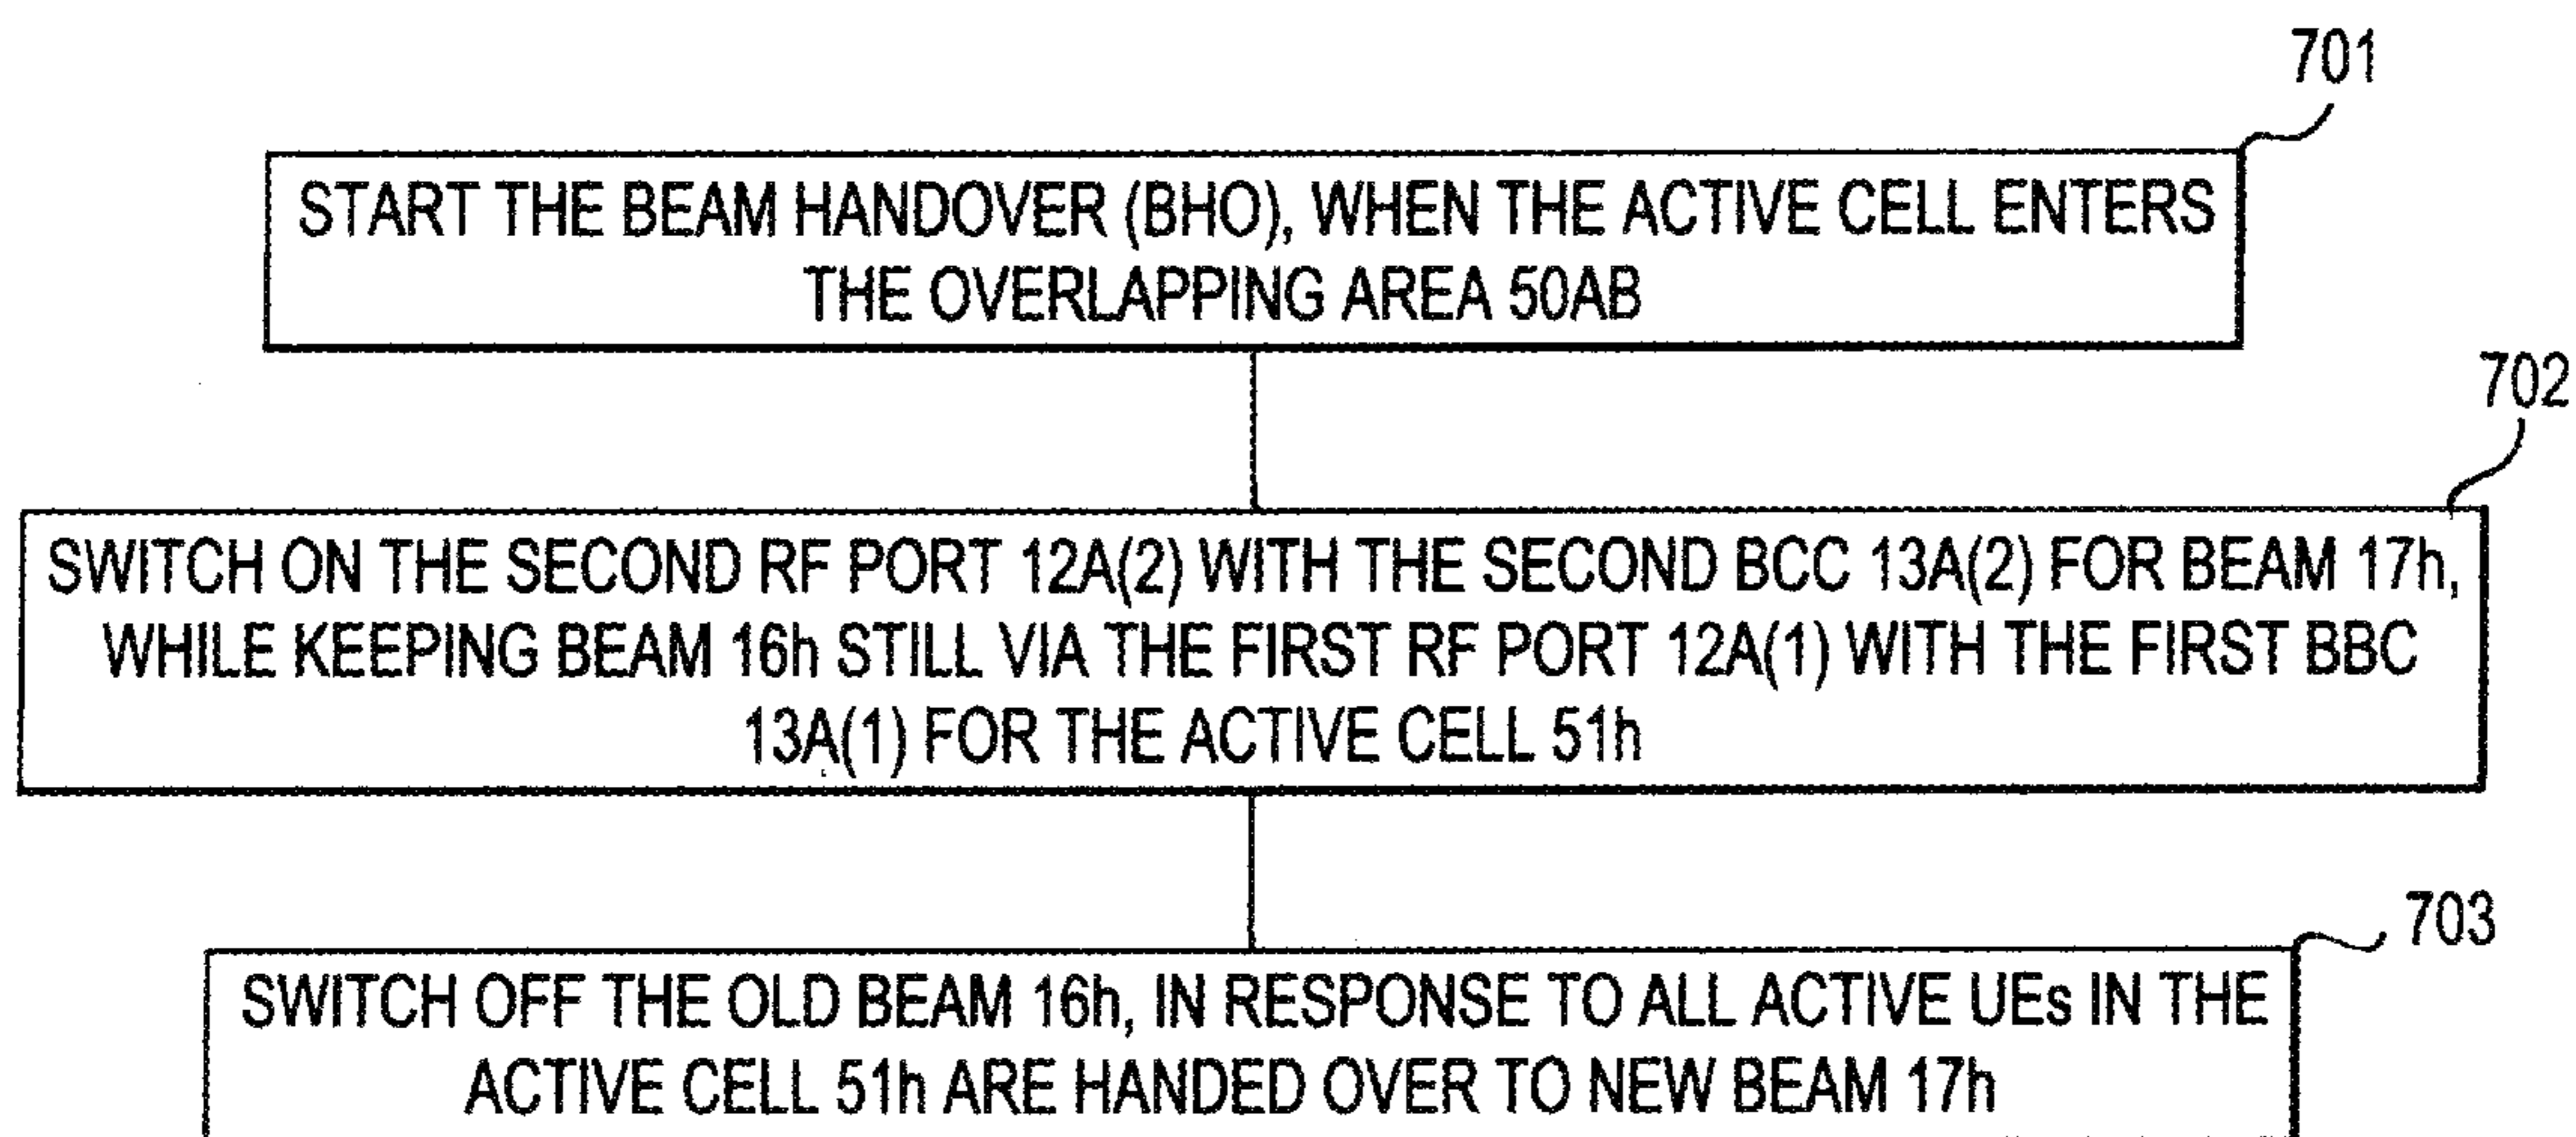 701
START THE BEAM HANDOVER (BHO), WHEN THE ACTIVE CELL ENTERS
THE OVERLAPPING AREA 50AB
702
SWITCH ON THE SECOND RF PORT 12A(2) WITH THE SECOND BCC 13A(2) FOR BEAM 17h,
WHILE KEEPING BEAM 16h STILL VIA THE FIRST RF PORT 12A(1) WITH THE FIRST BBC
13A(1) FOR THE ACTIVE CELL 51h
703
SWITCH OFF THE OLD BEAM 16h, IN RESPONSE TO ALL ACTIVE UEs IN THE
ACTIVE CELL 51h ARE HANDED OVER TO NEW BEAM 17h